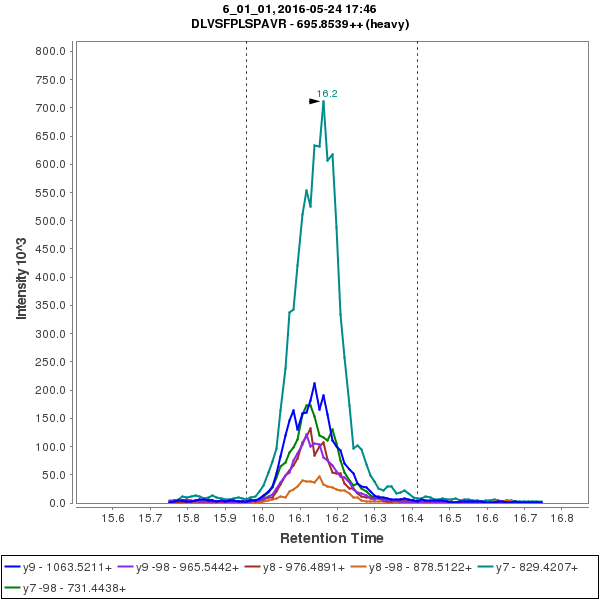 6_01_01, 2016-05-24 17:46
DLVSFPLSPAVR - 695.8539++ (heavy)
800.0
750.0
700.0
650.0
600.0
550.0
500.0
450.0
400.0
350.0
300.0
250.0
200.0
150.0
100.0
50.0
0.0
Intensity 10^3
16.2
15.6 15.7 15.8 15.9 16.0 16.1 16.2 16.3 16.4 16.5 16.6 16.7 16.8
Retention Time
y9 - 1063.5211+ y9 -98 - 965.5442+ y8 - 976.4891+ y8 -98 - 878.5122+ y7 - 829.4207+
y7 -98 - 731.4438+